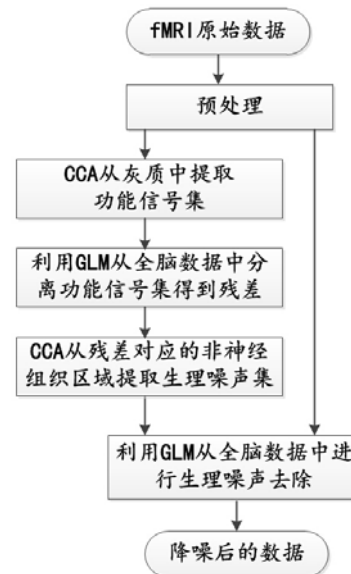 fMRI原始数据
预处理
CCA从灰质中提取
功能信号集
利用GLM从全脑数据中分
离功能信号集得到残差
CCA从残差对应的非神经
组织区域提取生理噪声集
利用GLM从全脑数据中进
行生理噪声去除
降噪后的数据